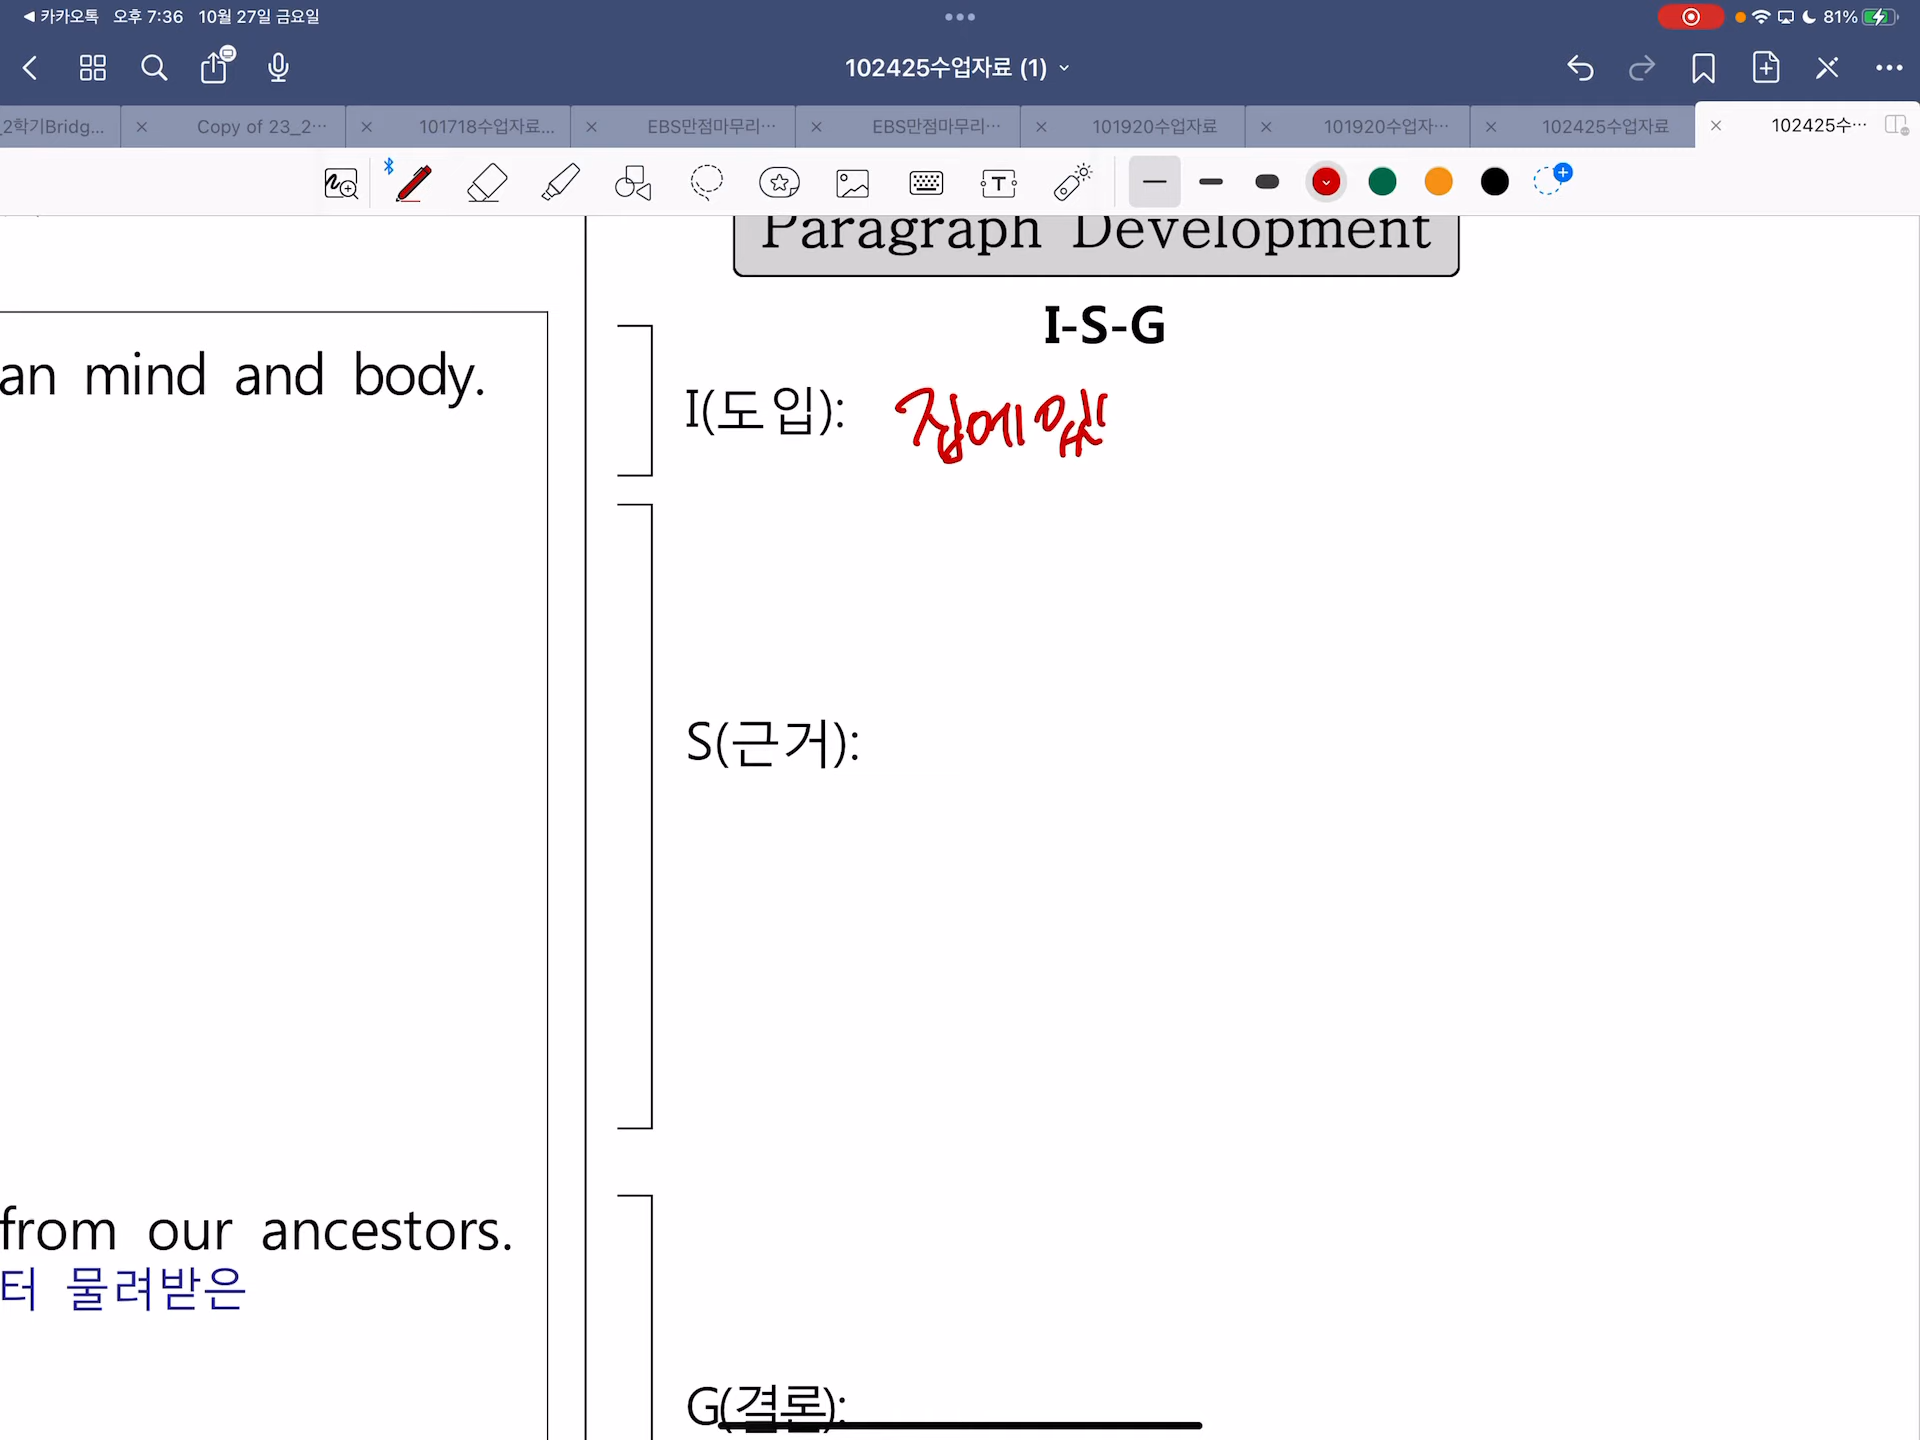 ◀ 카카오톡 오후 7:36 10월 27일 금요일 81%
102425수업자료 (1)
_2학기Bridg... Copy of 23_2... 101718수업자료... EBS만점마무리... EBS만점마무리... 101920수업자료 101920수업자... 102425수업자료 102425수...
Paragraph Development
I-S-G
an mind and body.
I(도입): 집에 있
S(근거):
from our ancestors.
터 물려받은
G(결론):